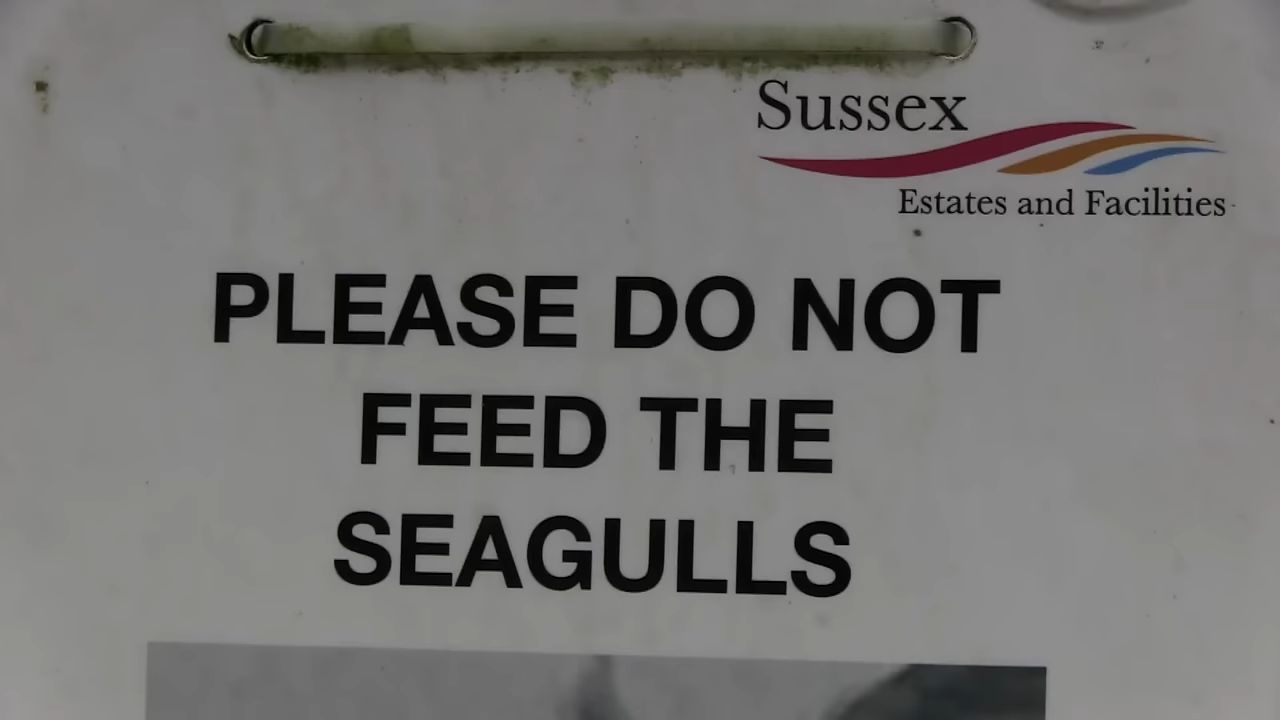 Sussex
Estates and Facilities
PLEASE DO NOT
FEED THE
SEAGULLS